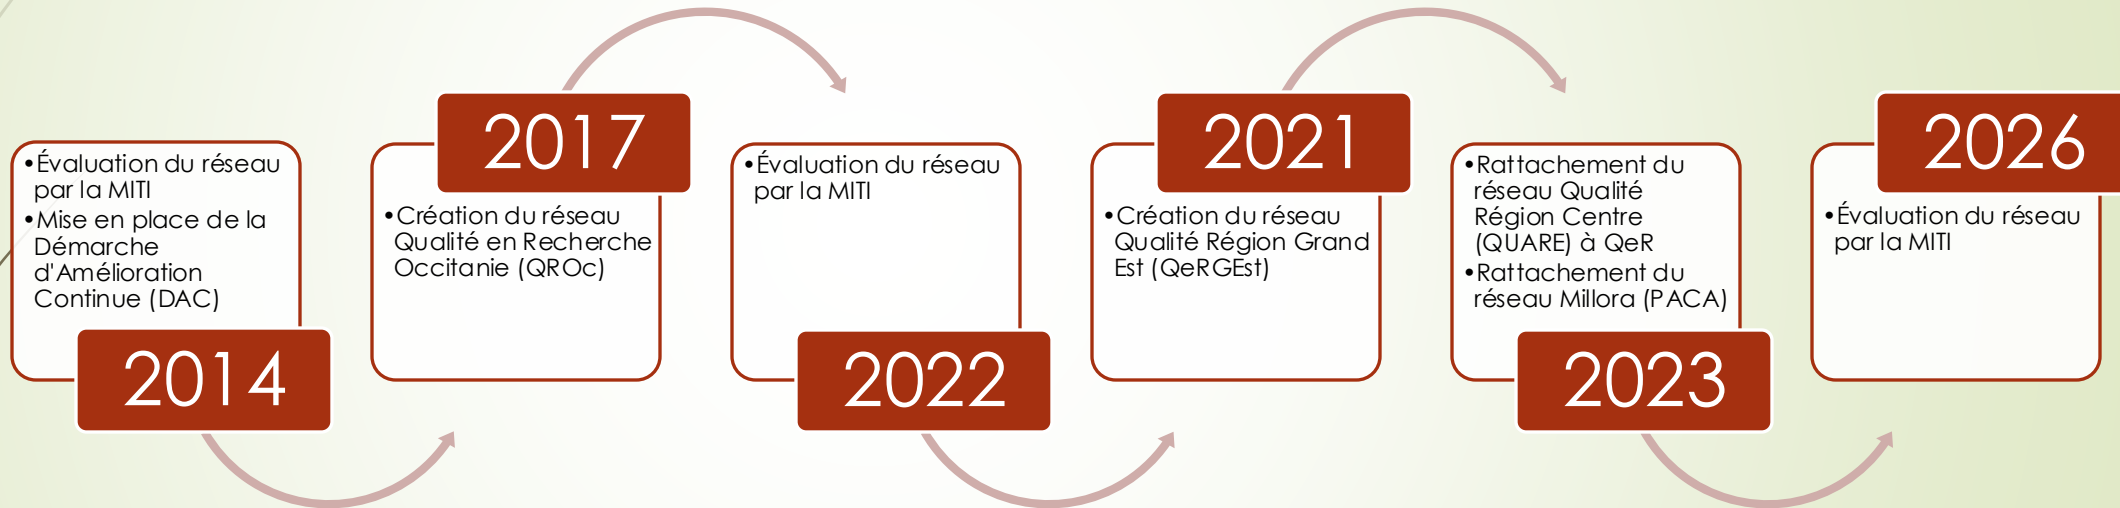 •Évaluation du réseau
par la MITI
•Mise en place de la
Démarche
d'Amélioration
Continue (DAC)
2014
2017
•Création du réseau
Qualité en Recherche
Occitanie (QROc)
•Évaluation du réseau
par la MITI
2022
2021
•Création du réseau
Qualité Région Grand
Est (QeRGEst)
•Rattachement du
réseau Qualité
Région Centre
(QUARE) à QeR
•Rattachement du
réseau Millora (PACA)
2023
2026
•Évaluation du réseau
par la MITI